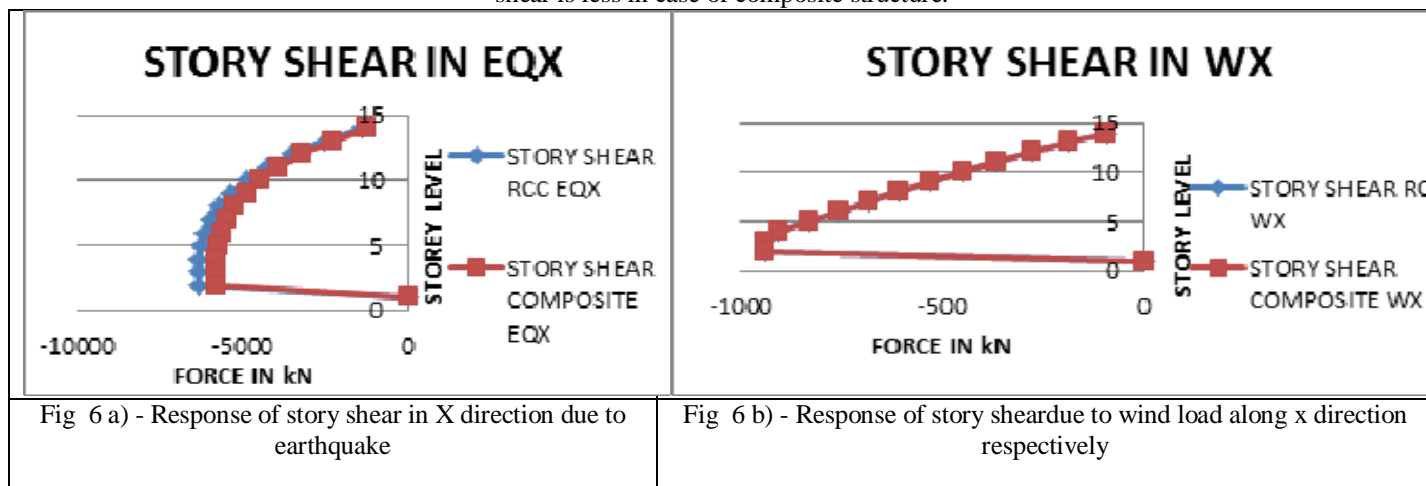 shear is less in case of composite structure.
STORY SHEAR IN EQX
15
10
5
0
-10000
-5000
0
FORCE IN kN
STOREY LEVEL
STORY SHEAR
RCC EQX
STORY SHEAR
COMPOSITE
EQX
STORY SHEAR IN WX
15
10
5
0
-1000
-500
0
FORCE IN kN
STORY LEVEL
STORY SHEAR RC
WX
STORY SHEAR
COMPOSITE WX
Fig 6 a) - Response of story shear in X direction due to
earthquake
Fig 6 b) - Response of story sheardue to wind load along x direction
respectively